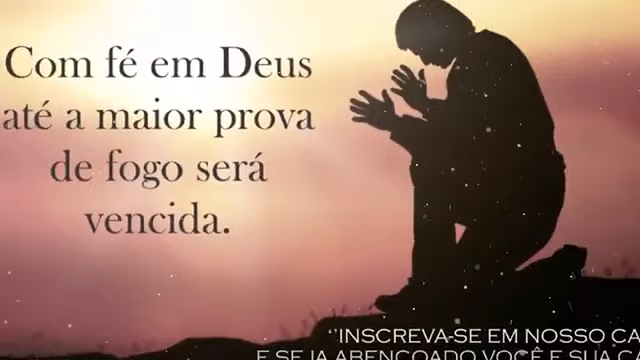 Com fé em Deus
até a maior prova
de fogo será
vencida.
"INSCREVA-SE EM NOSSO
E SEJA ABENÇOADO VOCÊ E SUA